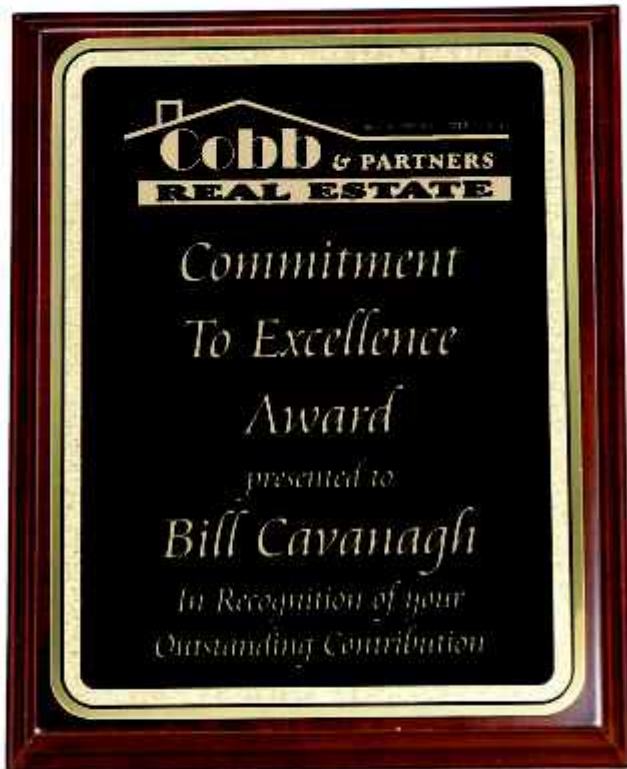 Cobb & PARTNERS
REAL ESTATE
Commitment
To Excellence
Award
presented to
Bill Cavanagh
In Recognition of your
Outstanding Contribution